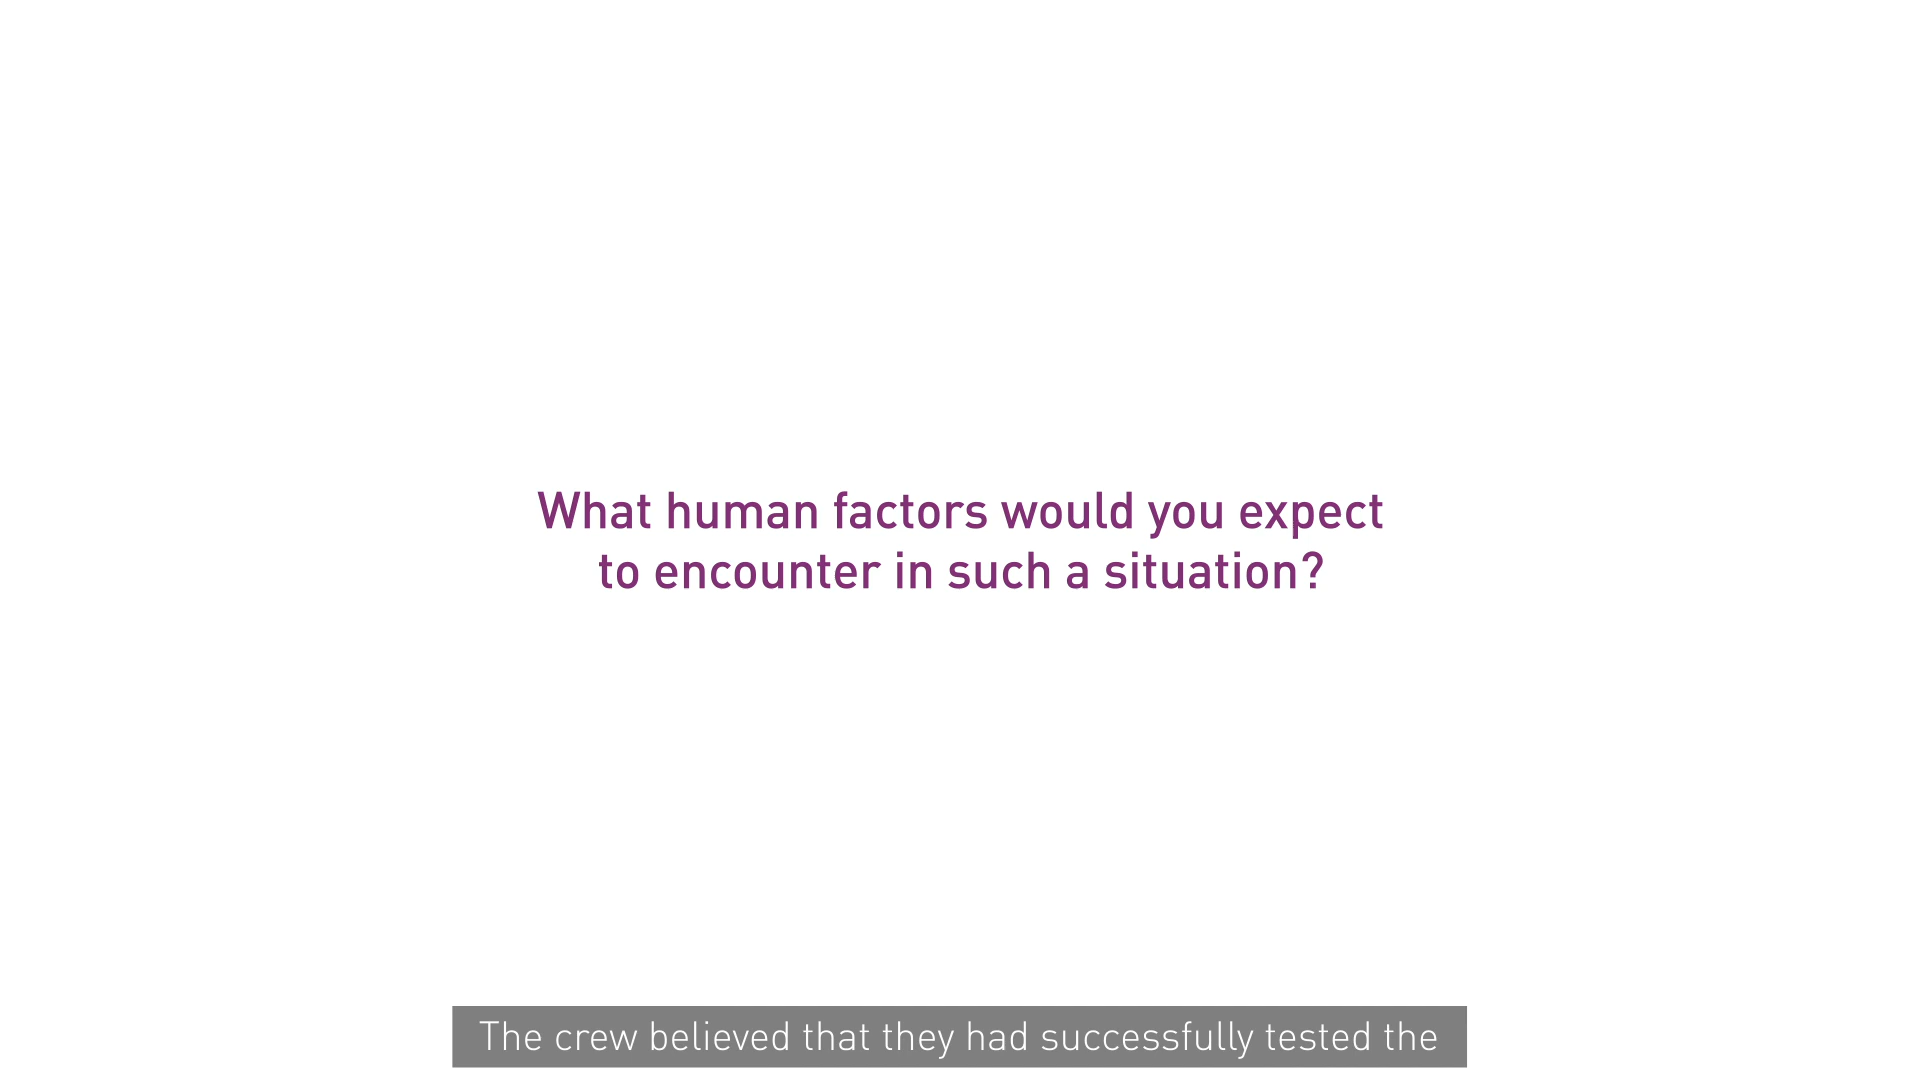 What human factors would you expect
to encounter in such a situation?
The crew believed that they had successfully tested the